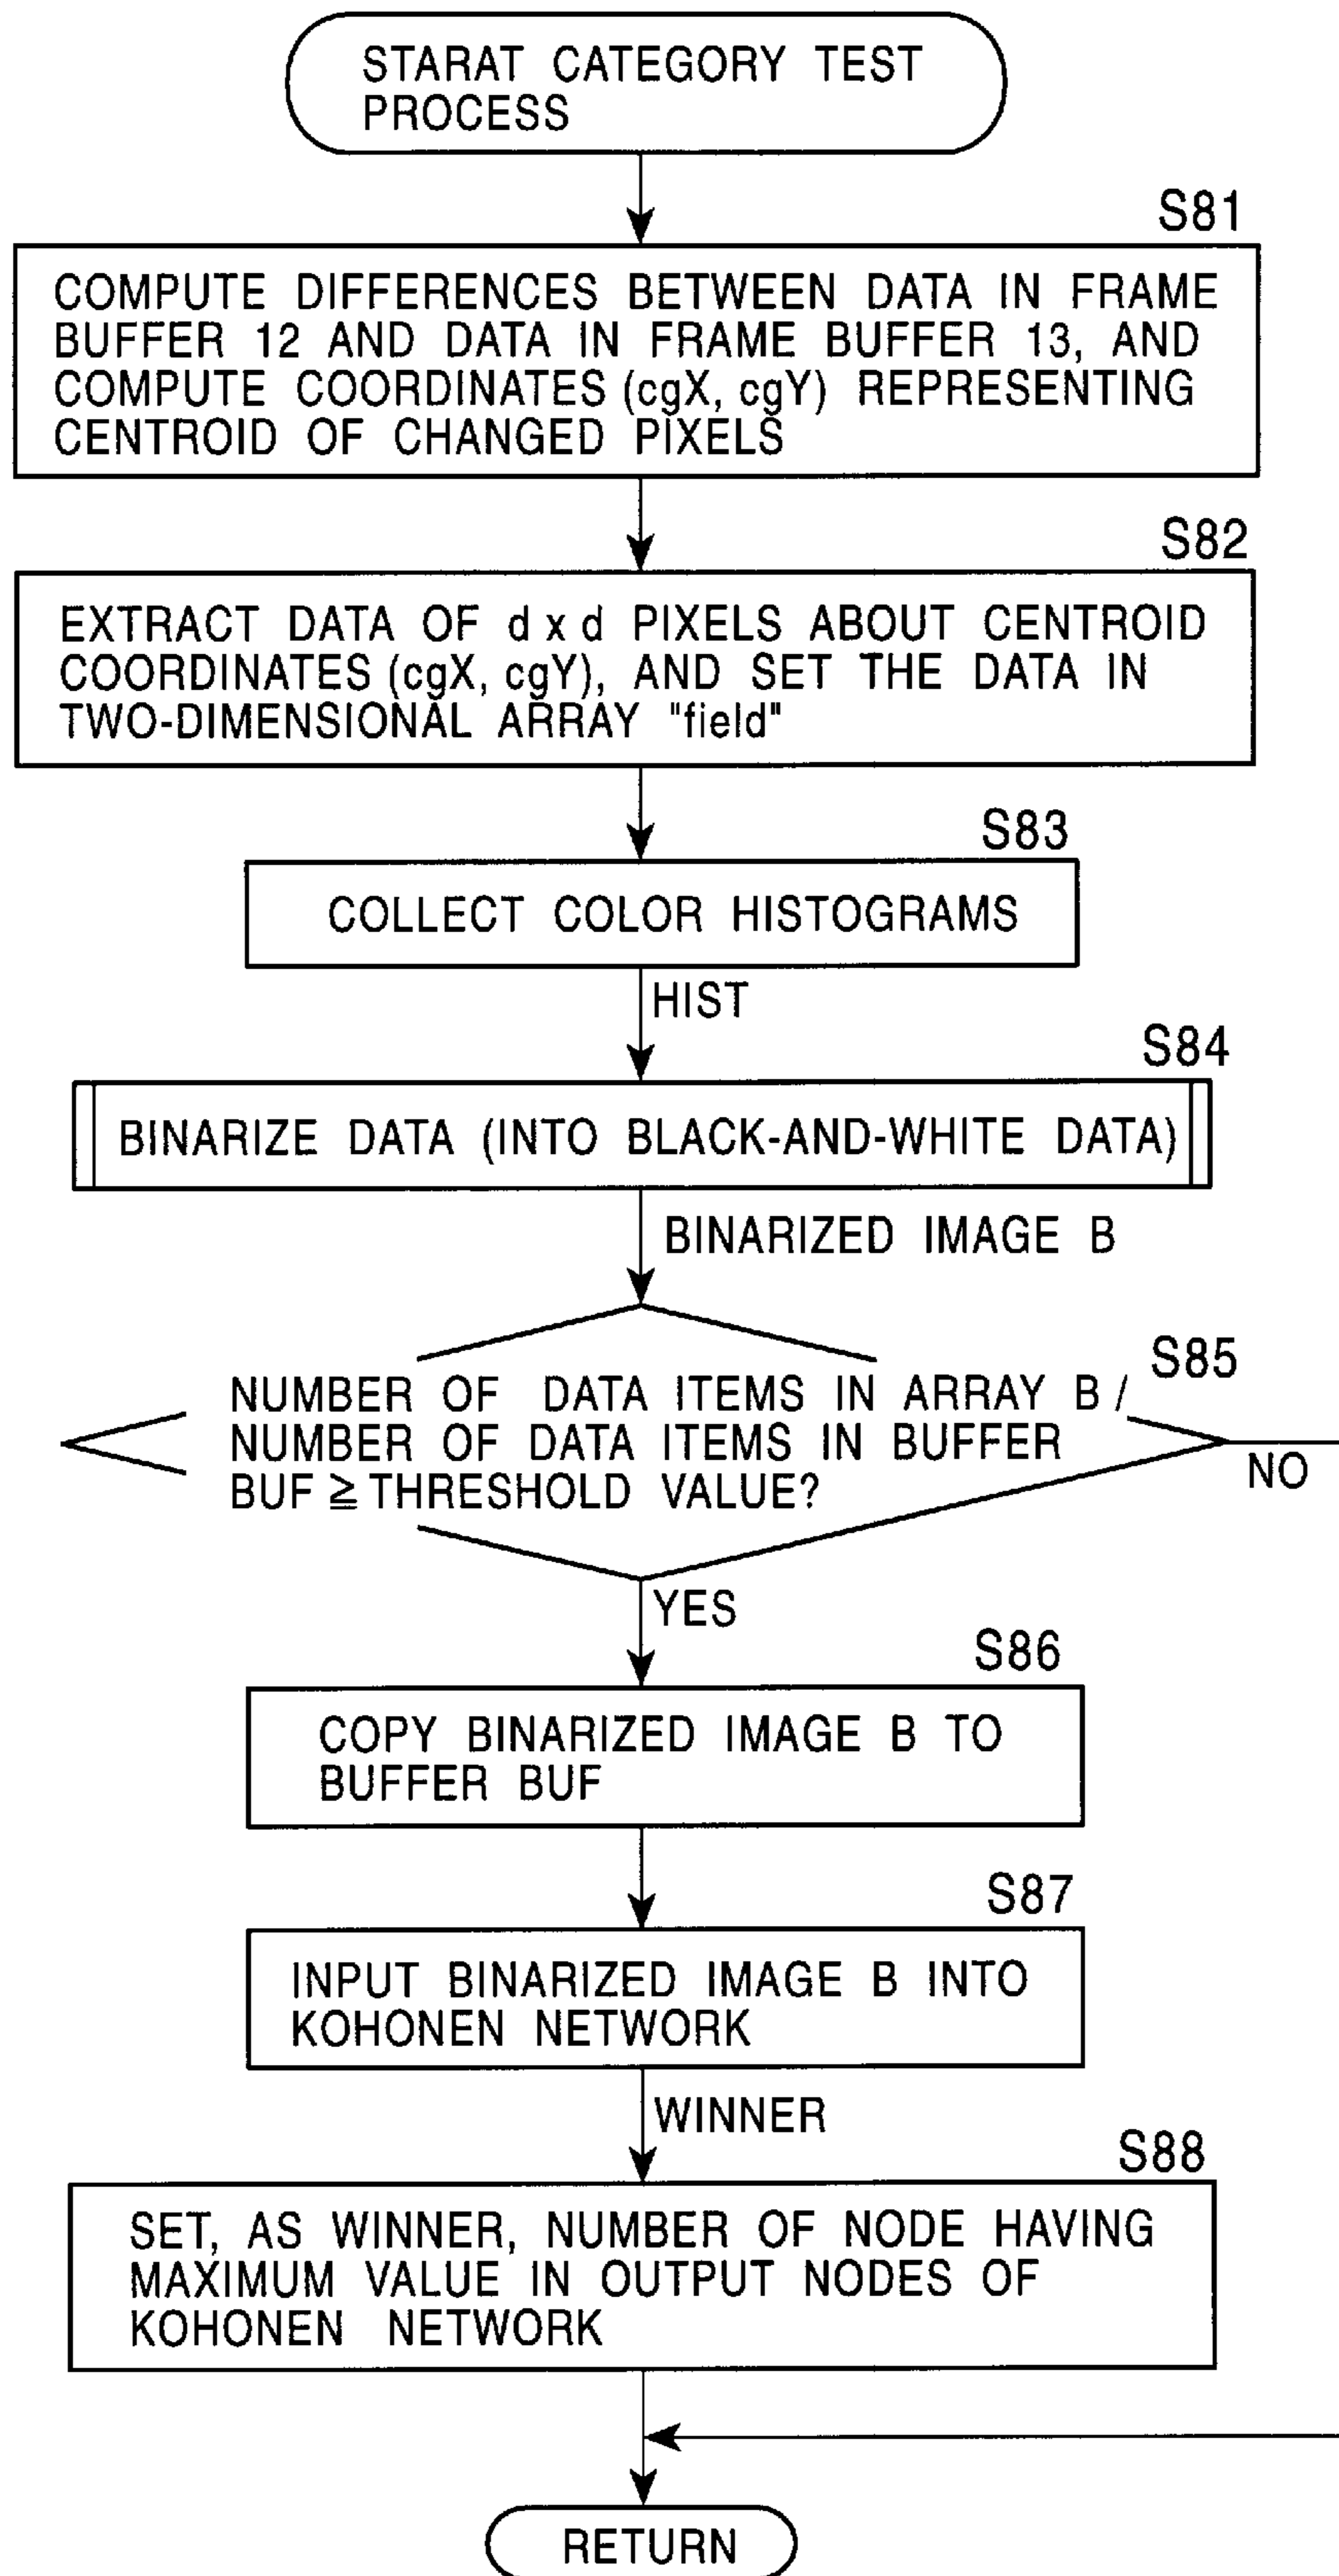 STARAT CATEGORY TEST
PROCESS
S81
COMPUTE DIFFERENCES BETWEEN DATA IN FRAME
BUFFER 12 AND DATA IN FRAME BUFFER 13, AND
COMPUTE COORDINATES (cgX, cgY) REPRESENTING
CENTROID OF CHANGED PIXELS
S82
EXTRACT DATA OF d x d PIXELS ABOUT CENTROID
COORDINATES (cgX, cgY), AND SET THE DATA IN
TWO-DIMENSIONAL ARRAY "field"
S83
COLLECT COLOR HISTOGRAMS
HIST
S84
BINARIZE DATA (INTO BLACK-AND-WHITE DATA)
BINARIZED IMAGE B
S85
NUMBER OF DATA ITEMS IN ARRAY B /
NUMBER OF DATA ITEMS IN BUFFER
BUF ≧ THRESHOLD VALUE?
NO
YES
S86
COPY BINARIZED IMAGE B TO
BUFFER BUF
S87
INPUT BINARIZED IMAGE B INTO
KOHONEN NETWORK
WINNER
S88
SET, AS WINNER, NUMBER OF NODE HAVING
MAXIMUM VALUE IN OUTPUT NODES OF
KOHONEN NETWORK
RETURN